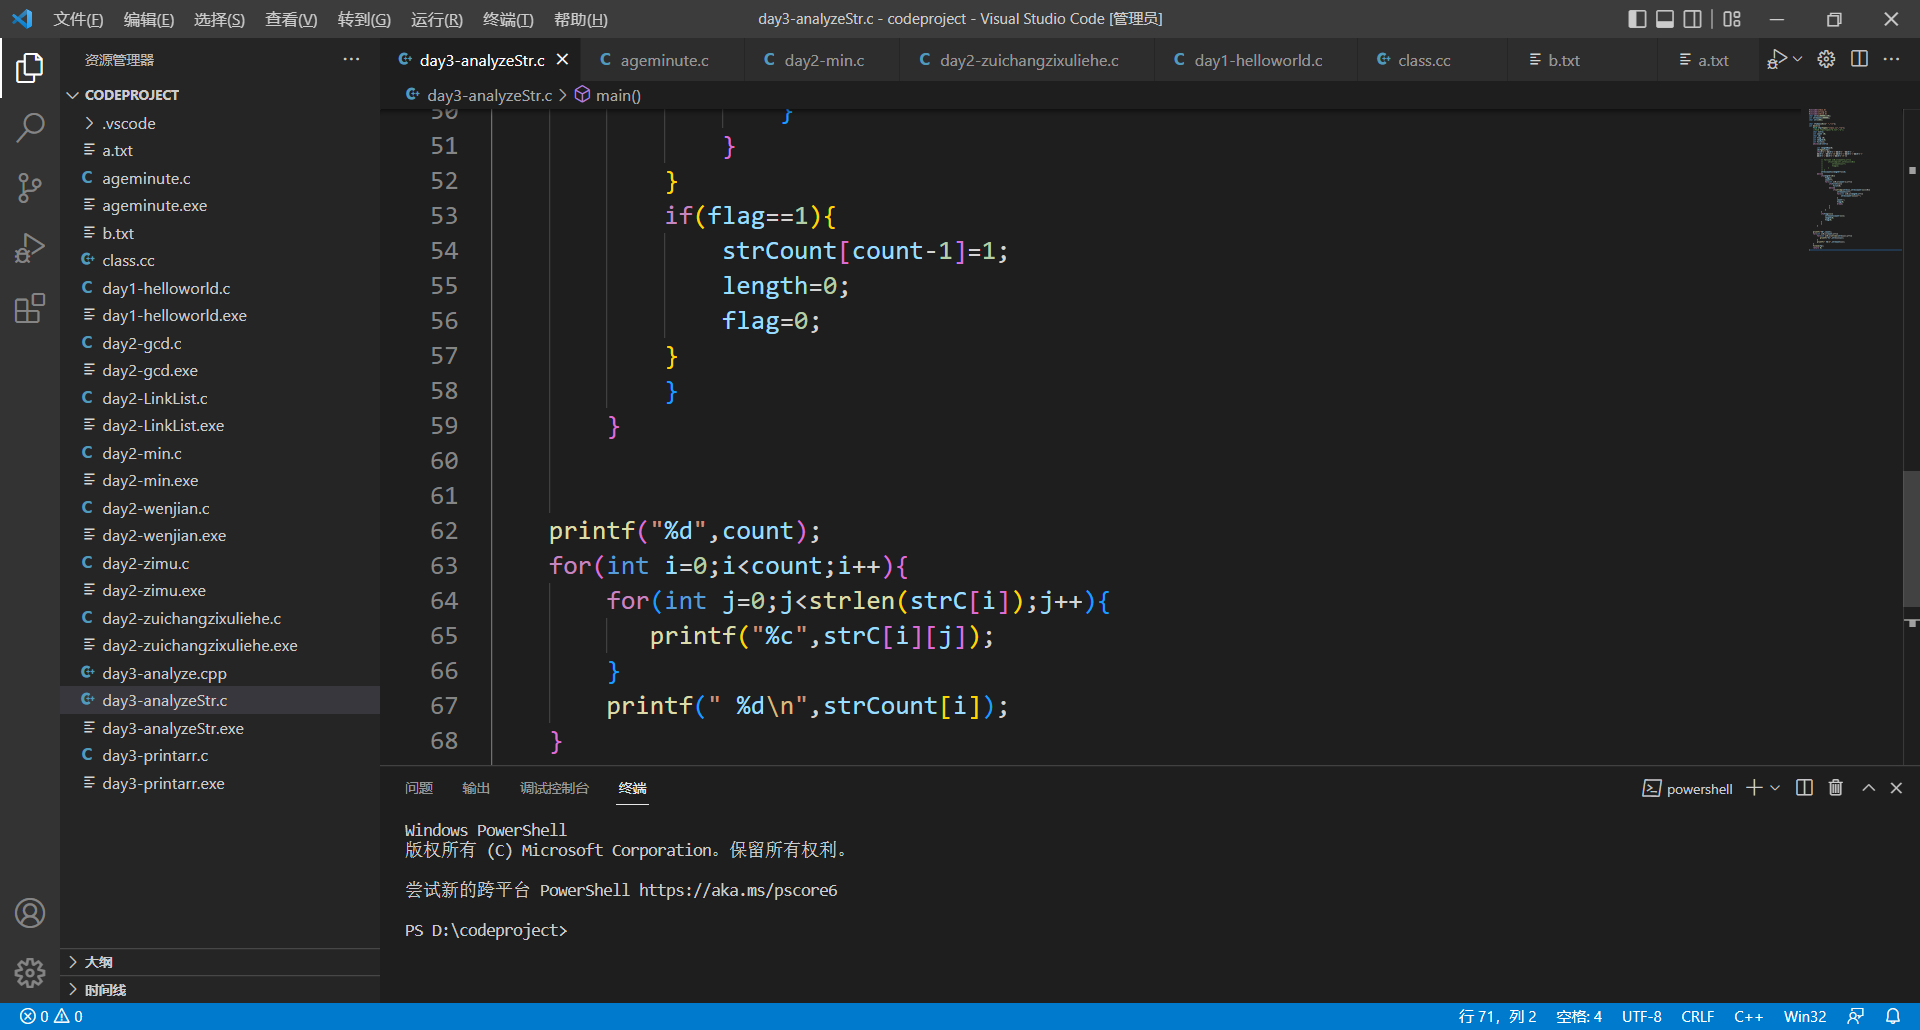 文件(F) 编辑(E) 选择(S) 查看(V) 转到(G) 运行(R) 终端(T) 帮助(H) day3-analyzeStr.c - codeproject - Visual Studio Code [管理员]
资源管理器
CODEPROJECT
.vscode
a.txt
ageminute.c
ageminute.exe
b.txt
class.cc
day1-helloworld.c
day1-helloworld.exe
day2-gcd.c
day2-gcd.exe
day2-LinkList.c
day2-LinkList.exe
day2-min.c
day2-min.exe
day2-wenjian.c
day2-wenjian.exe
day2-zimu.c
day2-zimu.exe
day2-zuichangzixuliehe.c
day2-zuichangzixuliehe.exe
day3-analyze.cpp
day3-analyzeStr.c
day3-analyzeStr.exe
day3-printarr.c
day3-printarr.exe
大纲
时间线
day3-analyzeStr.c ageminute.c day2-min.c day2-zuichangzixuliehe.c day1-helloworld.c class.cc b.txt a.txt
day3-analyzeStr.c > main()
50 }
51 }
52 }
53 if(flag==1){
54 strCount[count-1]=1;
55 length=0;
56 flag=0;
57 }
58 }
59 }
60
61
62 printf("%d",count);
63 for(int i=0;i<count;i++){
64 for(int j=0;j<strlen(strC[i]);j++){
65 printf("%c",strC[i][j]);
66 }
67 printf(" %d\n",strCount[i]);
68 }
问题 输出 调试控制台 终端 powershell
Windows PowerShell
版权所有 (C) Microsoft Corporation。保留所有权利。
尝试新的跨平台 PowerShell https://aka.ms/pscore6
PS D:\codeproject>
0 0 行 71，列 2 空格: 4 UTF-8 CRLF C++ Win32